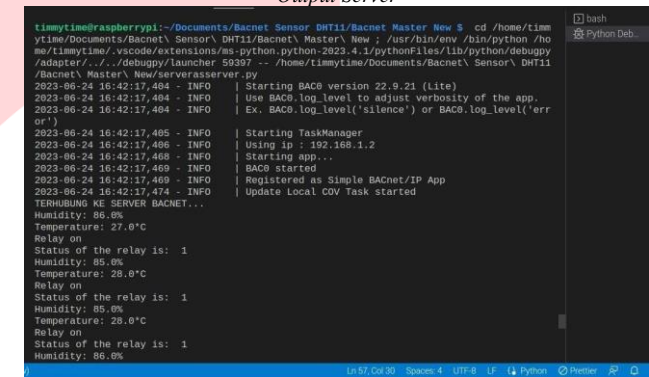 Output Server
timmytime@raspberrypi:~/Documents/Bacnet Sensor DHT11/Bacnet Master New $ cd /home/timm
ytime/Documents/Bacnet\ Sensor\ DHT11/Bacnet\ Master\ New ; /usr/bin/env /bin/python /ho
me/timmytime/.vscode/extensions/ms-python.python-2023.4.1/pythonFiles/lib/python/debugpy
/adapter/../../debugpy/launcher 59397 -- /home/timmytime/Documents/Bacnet\ Sensor\ DHT11
/Bacnet\ Master\ New/serverasserver.py
2023-06-24 16:42:17,404 - INFO | Starting BAC0 version 22.9.21 (Lite)
2023-06-24 16:42:17,404 - INFO | Use BAC0.log_level to adjust verbosity of the app.
2023-06-24 16:42:17,404 - INFO | Ex. BAC0.log_level('silence') or BAC0.log_level('err
or')
2023-06-24 16:42:17,405 - INFO | Starting TaskManager
2023-06-24 16:42:17,406 - INFO | Using ip : 192.168.1.2
2023-06-24 16:42:17,468 - INFO | Starting app...
2023-06-24 16:42:17,469 - INFO | BAC0 started
2023-06-24 16:42:17,469 - INFO | Registered as Simple BACnet/IP App
2023-06-24 16:42:17,474 - INFO | Update Local COV Task started
TERHUBUNG KE SERVER BACNET...
Humidity: 86.0%
Temperature: 27.0°C
Relay on
Status of the relay is: 1
Humidity: 85.0%
Temperature: 28.0°C
Relay on
Status of the relay is: 1
Humidity: 85.0%
Temperature: 28.0°C
Relay on
Status of the relay is: 1
Humidity: 86.0%
bash
Python Deb...
Ln 57, Col 30 Spaces: 4 UTF-8 LF Python Prettier